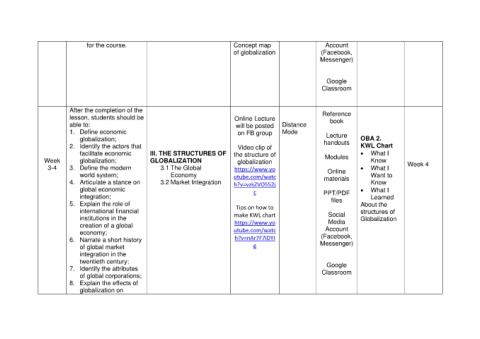 for the course.
Concept map
of globalization
Account
(Facebook,
Messenger)
Google
Classroom
Week
3-4
After the completion of the
lesson, students should be
able to:
1. Define economic
globalization;
2. Identify the actors that
facilitate economic
globalization;
3. Define the modern
world system;
4. Articulate a stance on
global economic
integration;
5. Explain the role of
international financial
institutions in the
creation of a global
economy;
6. Narrate a short history
of global market
integration in the
twentieth century;
7. Identify the attributes
of global corporations;
8. Explain the effects of
globalization on
III. THE STRUCTURES OF
GLOBALIZATION
3.1 The Global
Economy
3.2 Market Integration
Online Lecture
will be posted
on FB group
Video clip of
the structure of
globalization
https://www.yo
utube.com/watc
Tips on how to
make KWL chart
https://www.yo
utube.com/watc
Distance
Mode
Reference
book
Lecture
handouts
Modules
Online
materials
PPT/PDF
files
Social
Media
Account
(Facebook,
Messenger)
Google
Classroom
OBA 2.
KWL Chart
• What I
Know
• What I
Want to
Know
• What I
Learned
About the
structures of
Globalization
Week 4